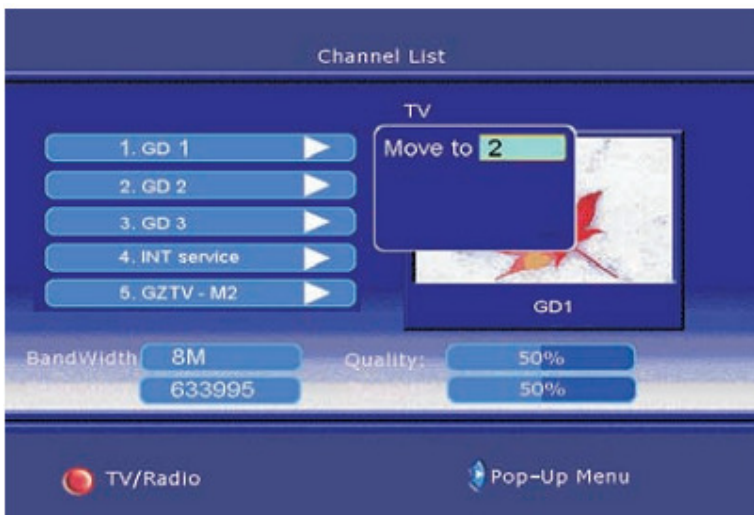 Channel List
TV
Move to 2
1. GD 1
2. GD 2
3. GD 3
4. INT service
5. GZTV - M2
GD1
BandWidth 8M
Quality: 50%
633995
50%
TV/Radio
Pop-Up Menu